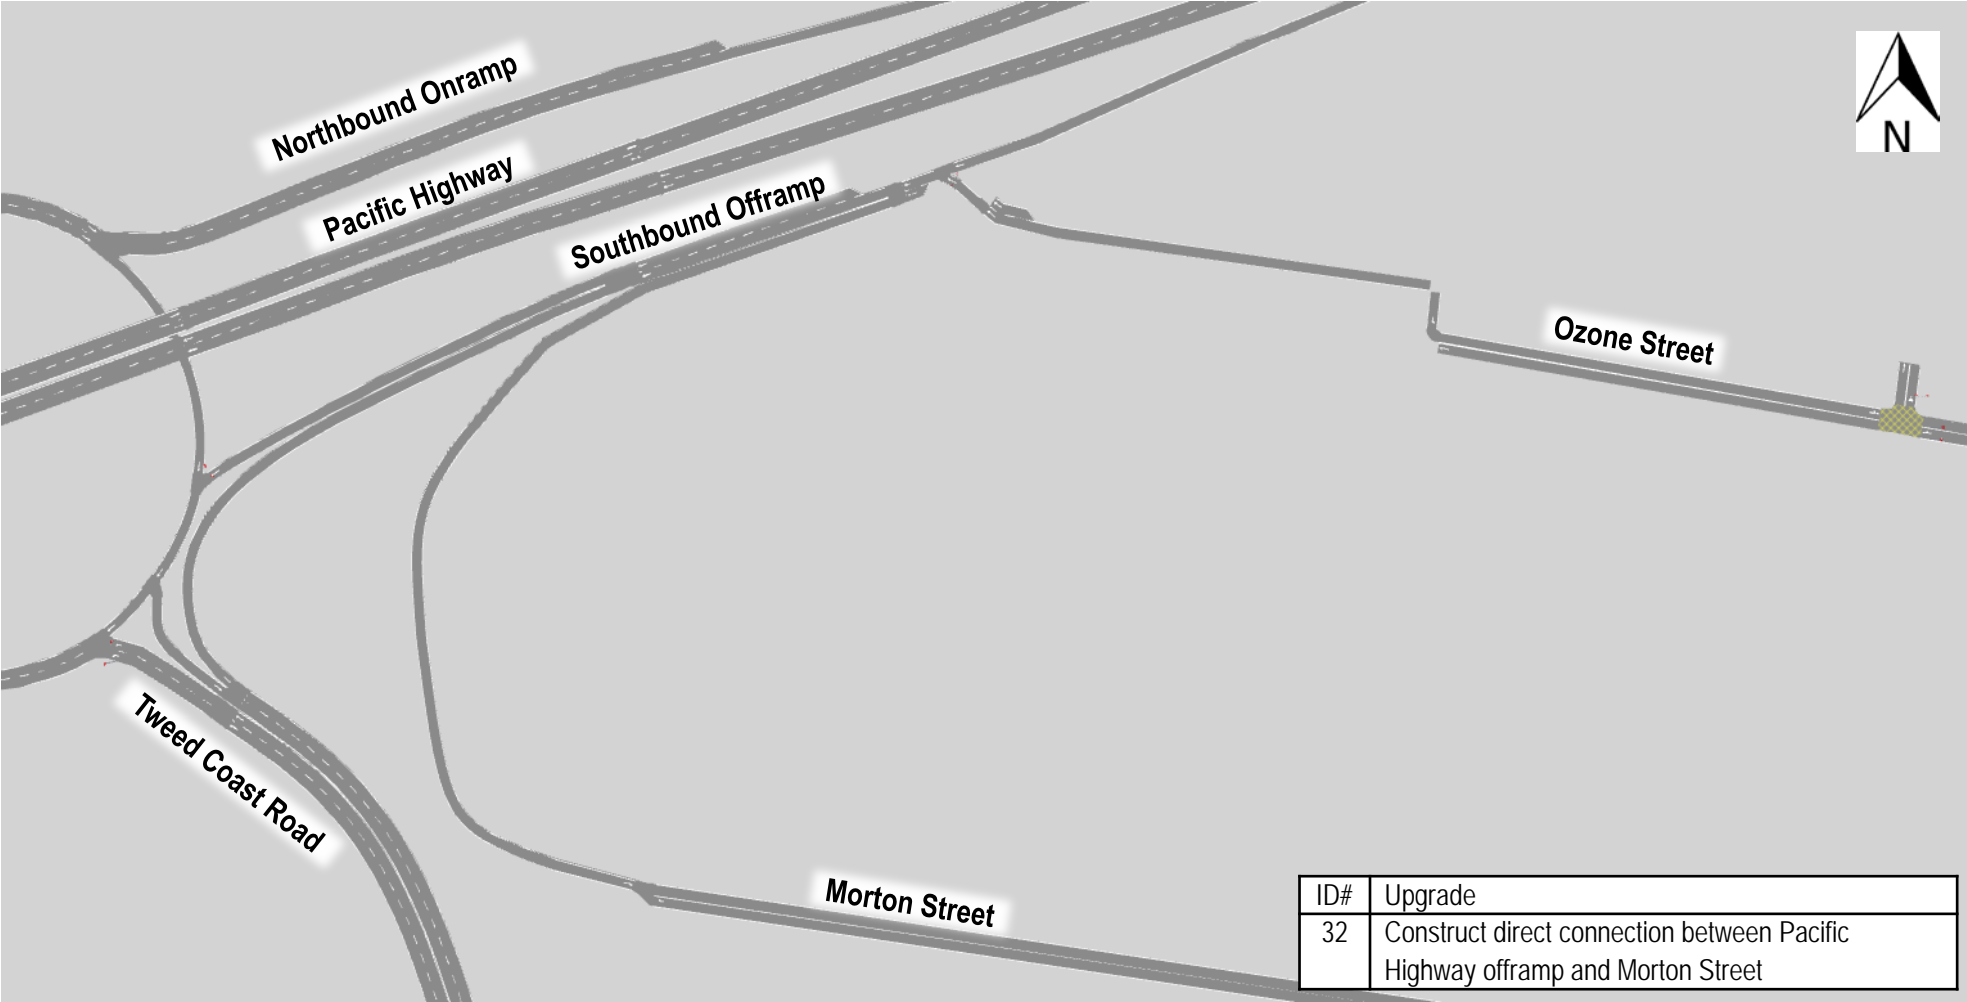 Northbound Onramp
Pacific Highway
Southbound Offramp
N
Ozone Street
Tweed Coast Road
Morton Street
ID# Upgrade
32 Construct direct connection between Pacific
Highway offramp and Morton Street